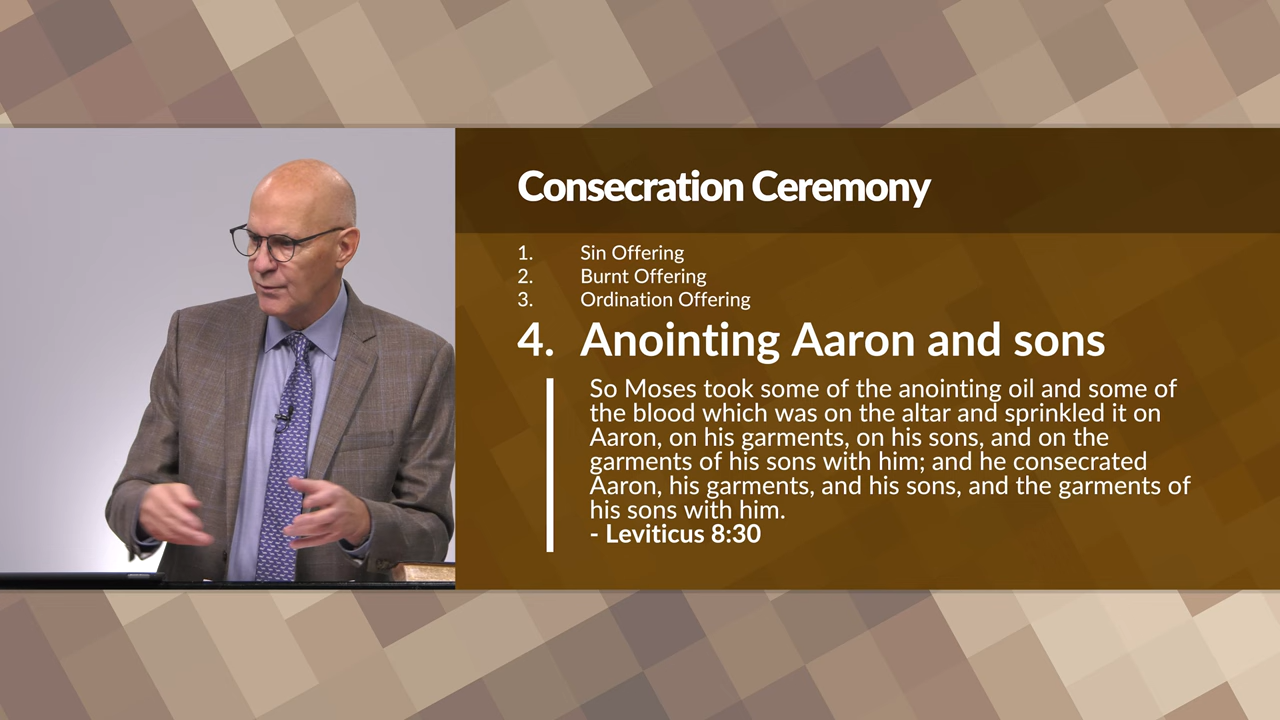 Consecration Ceremony
1. Sin Offering
2. Burnt Offering
3. Ordination Offering
4. Anointing Aaron and sons
So Moses took some of the anointing oil and some of
the blood which was on the altar and sprinkled it on
Aaron, on his garments, on his sons, and on the
garments of his sons with him; and he consecrated
Aaron, his garments, and his sons, and the garments of
his sons with him.
- Leviticus 8:30